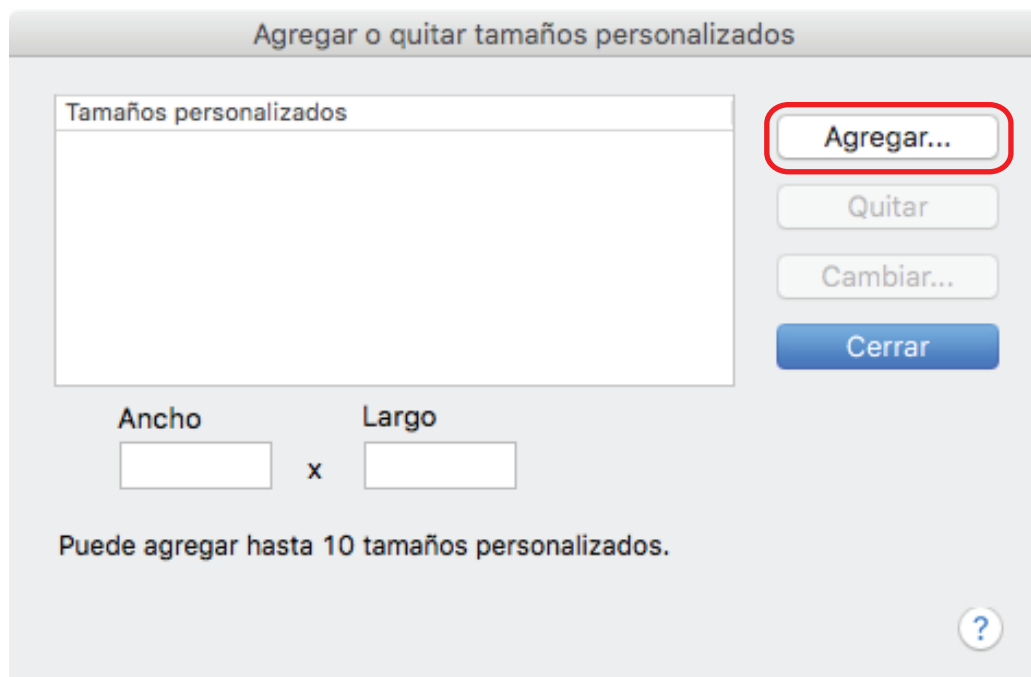 Agregar o quitar tamaños personalizados
Tamaños personalizados
Agregar...
Quitar
Cambiar...
Cerrar
Ancho Largo
x
Puede agregar hasta 10 tamaños personalizados.
?